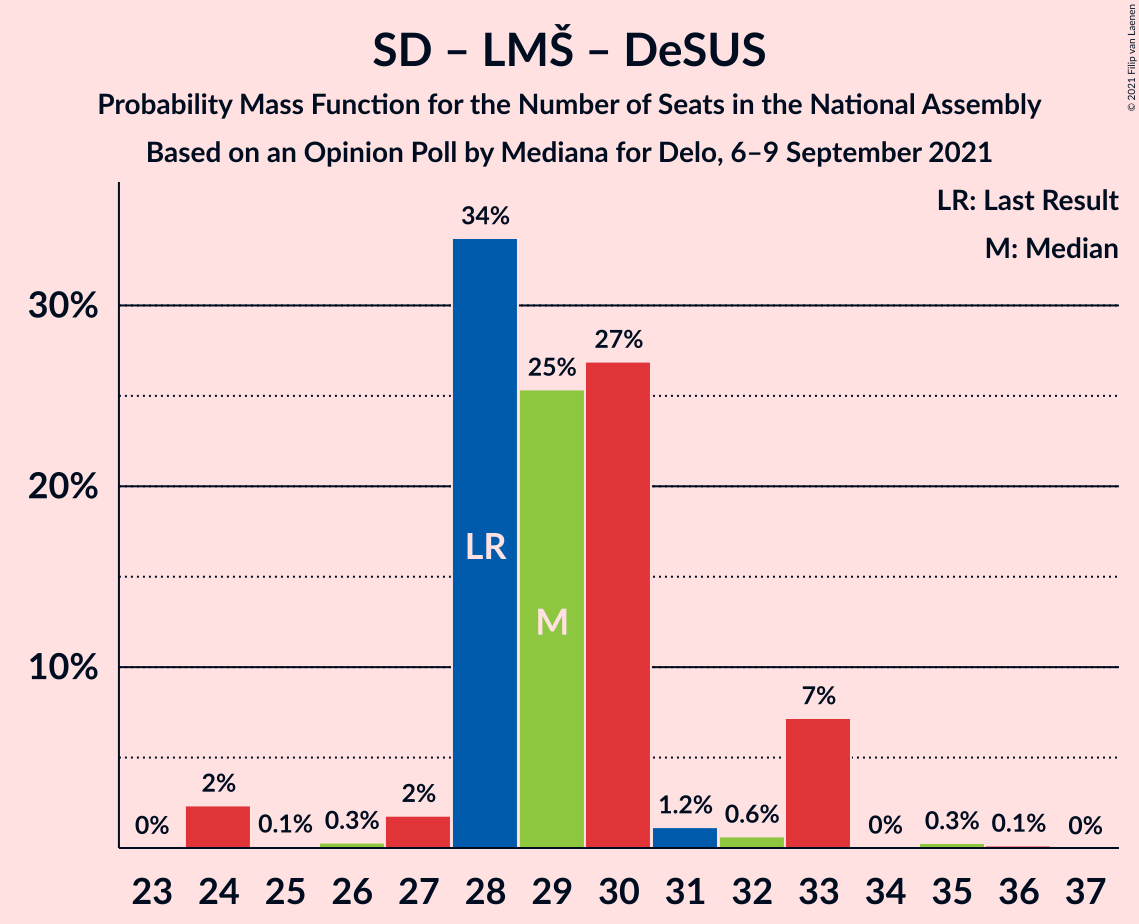 SD – LMŠ – DeSUS
Probability Mass Function for the Number of Seats in the National Assembly
Based on an Opinion Poll by Mediana for Delo, 6–9 September 2021
© 2021 Filip van Laenen
LR: Last Result
M: Median
30%
20%
10%
0%
2%
0.1%
0.3%
2%
34%
25%
27%
1.2%
0.6%
7%
0%
0.3%
0.1%
0%
LR
M
23 24 25 26 27 28 29 30 31 32 33 34 35 36 37